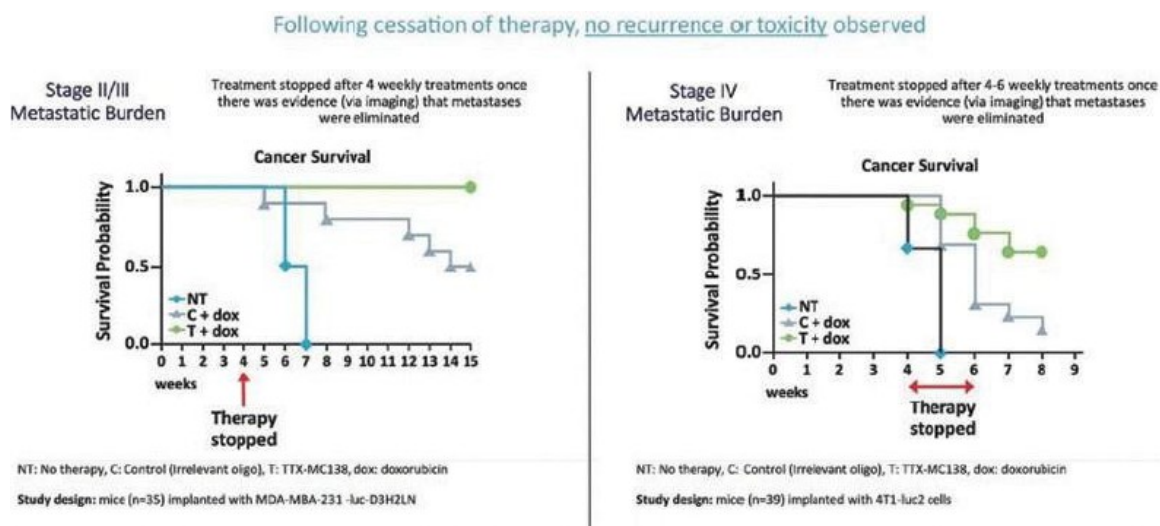 Following cessation of therapy, no recurrence or toxicity observed
Stage II/III
Metastatic Burden
Treatment stopped after 4 weekly treatments once
there was evidence (via imaging) that metastases
were eliminated
Cancer Survival
Survival Probability
1.0
0.5
0.0
NT
C + dox
T + dox
0 1 2 3 4 5 6 7 8 9 10 11 12 13 14 15
weeks
Therapy
stopped
NT: No therapy, C: Control (Irrelevant oligo), T: TTX-MC138, dox: doxorubicin
Study design: mice (n=35) implanted with MDA-MBA-231 -luc-D3H2LN
Stage IV
Metastatic Burden
Treatment stopped after 4-6 weekly treatments once
there was evidence (via imaging) that metastases
were eliminated
Cancer Survival
Survival Probability
1.0
0.5
0.0
NT
C + dox
T + dox
0 1 2 3 4 5 6 7 8 9
weeks
Therapy
stopped
NT: No therapy, C: Control (Irrelevant oligo), T: TTX-MC138, dox: doxorubicin
Study design: mice (n=39) implanted with 4T1-luc2 cells